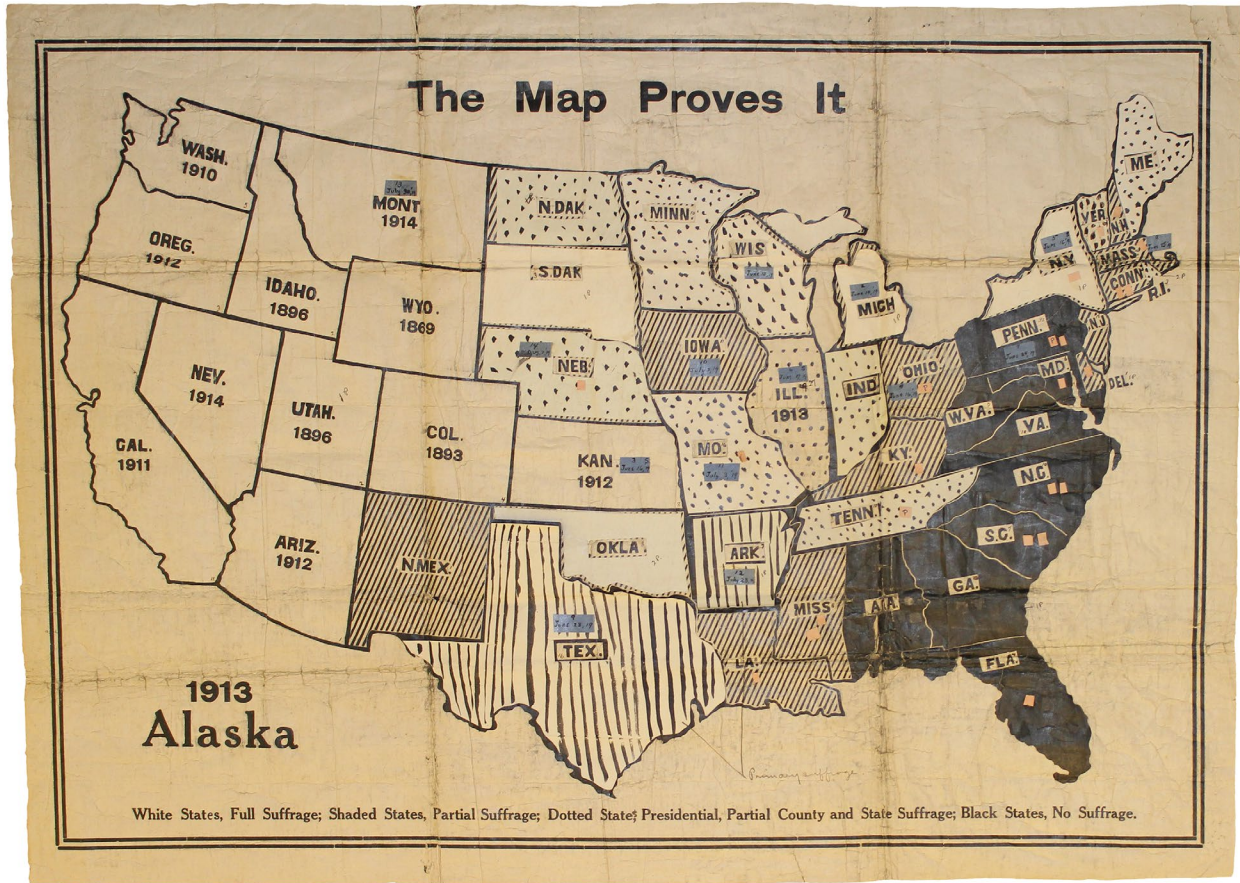 The Map Proves It
WASH.
1910
MONT.
1914
N.DAK
MINN.
ME.
OREG.
1912
IDAHO.
1896
WYO.
1869
S.DAK
WIS
MICH
N.Y.
VER.
N.H.
MASS
CONN
R.I.
NEV.
1914
UTAH.
1896
COL.
1893
NEB.
IOWA
ILL.
1913
IND
OHIO.
PENN.
N.J.
MD.
DEL.
CAL.
1911
KAN.
1912
MO.
KY.
W.VA.
VA.
ARIZ.
1912
N.MEX.
OKLA
ARK
TENN.
N.C.
S.C.
TEX.
LA.
MISS
ALA.
GA.
FLA.
1913
Alaska
Primary suffrage
White States, Full Suffrage; Shaded States, Partial Suffrage; Dotted States, Presidential, Partial County and State Suffrage; Black States, No Suffrage.